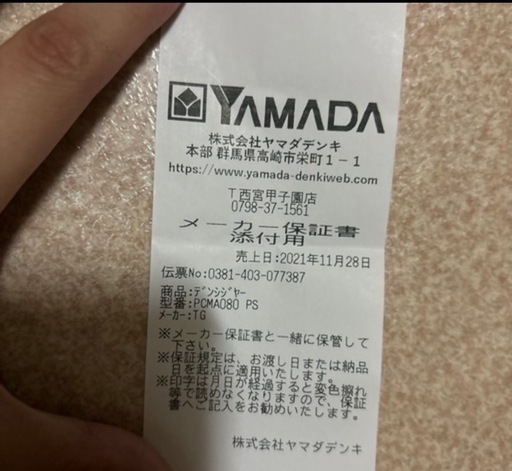 YAMADA
株式会社ヤマダデンキ
本部 群馬県高崎市栄町1-1
https://www.yamada-denkiweb.com
T西宮甲子園店
0798-37-1561
メーカー保証書
添付用
売上日:2021年11月28日
伝票No:0381-403-077387
商品:デンシジャー
型番:PCMA080 PS
メーカー:TG
※メーカー保証書と一緒に保管して
下さい。
※保証規定は、お渡し日または納品
日を起点に適用いたします。
※印字は月日が経過すると変色擦れ
等で読めなくなりますので、保証
書へご記入をお勧めいたします。
株式会社ヤマダデンキ